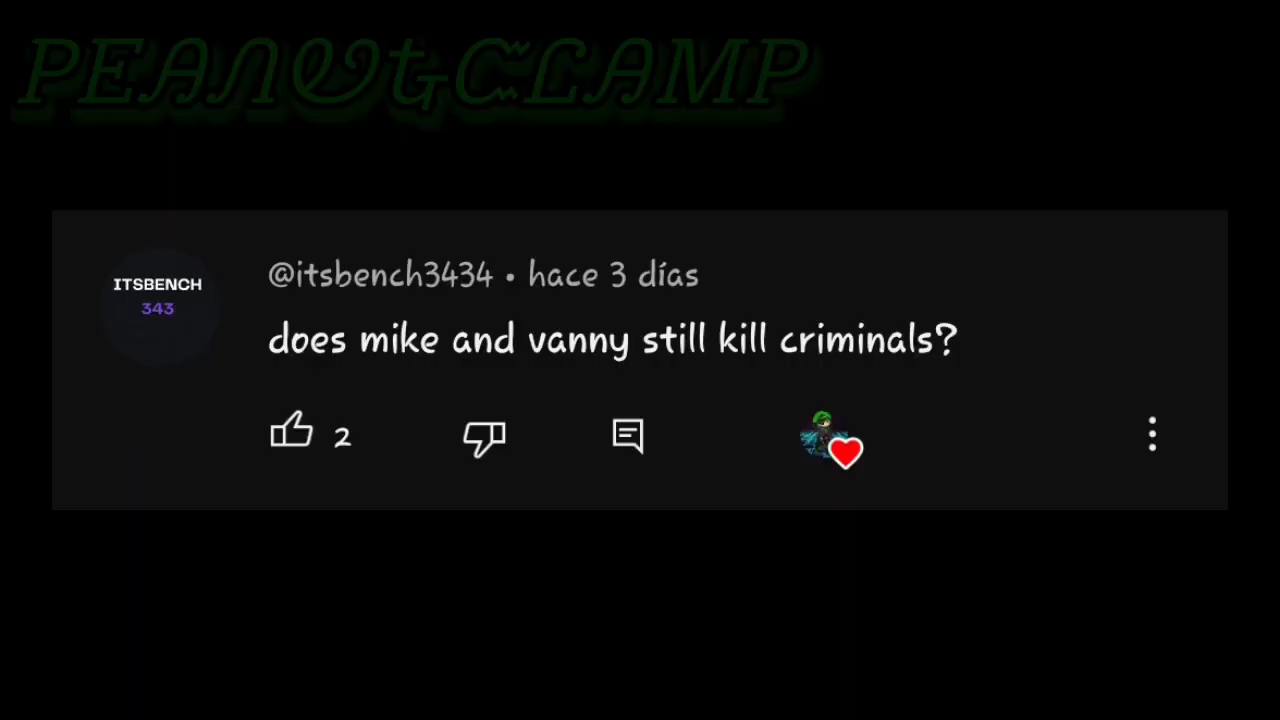 PEANUTCLAMP
ITSBENCH
343
@itsbench3434 • hace 3 días
does mike and vanny still kill criminals?
2